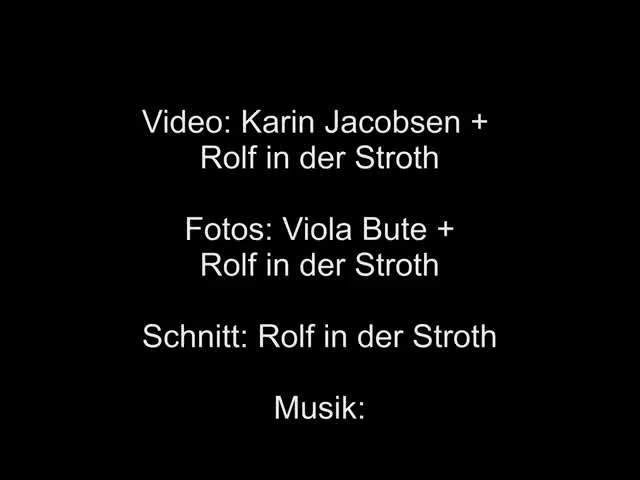 Video: Karin Jacobsen +
Rolf in der Stroth
Fotos: Viola Bute +
Rolf in der Stroth
Schnitt: Rolf in der Stroth
Musik: